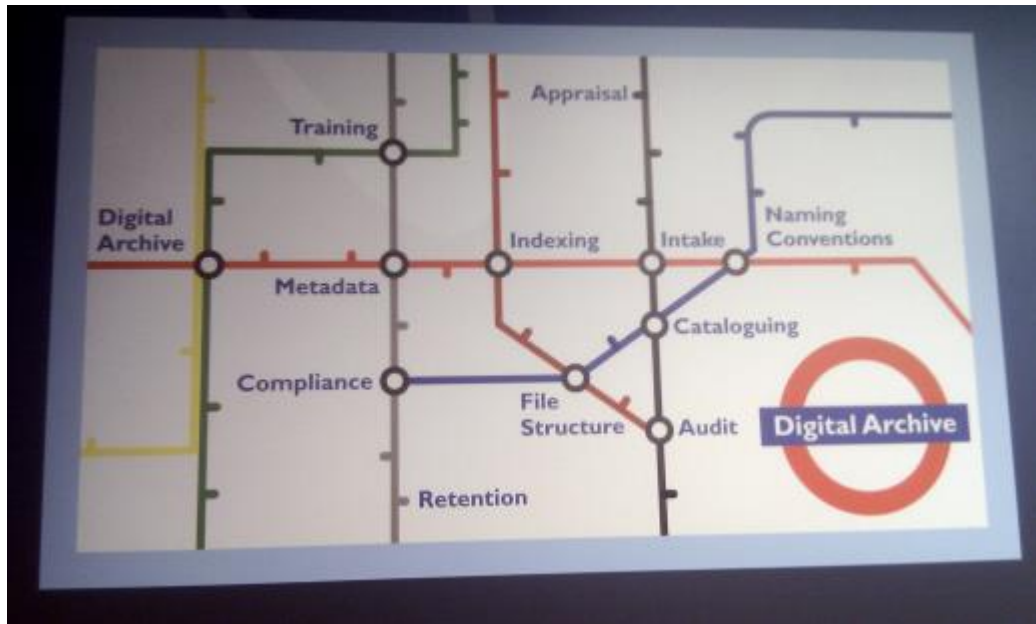 Appraisal
Training
Digital
Archive
Indexing
Intake
Naming
Conventions
Metadata
Cataloguing
Compliance
File
Structure
Audit
Digital Archive
Retention